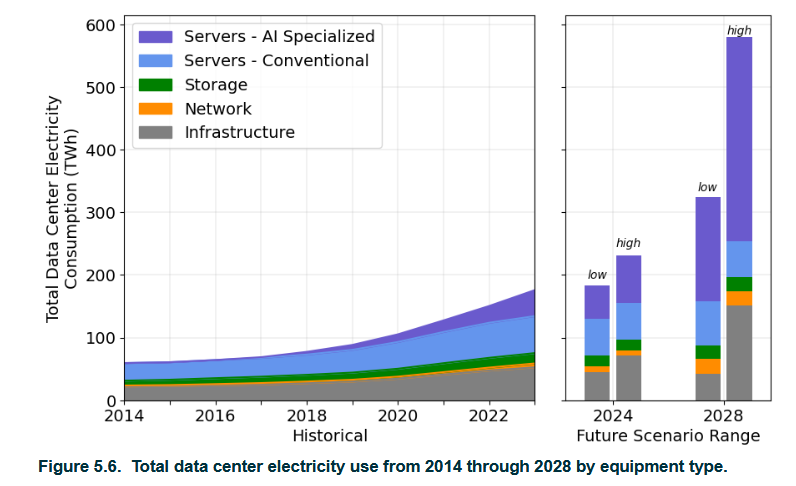 Total Data Center Electricity
Consumption (TWh)
600
500
400
300
200
100
0
Servers - AI Specialized
Servers - Conventional
Storage
Network
Infrastructure
2014 2016 2018 2020 2022
Historical
low
high
low
high
2024 2028
Future Scenario Range
Figure 5.6. Total data center electricity use from 2014 through 2028 by equipment type.